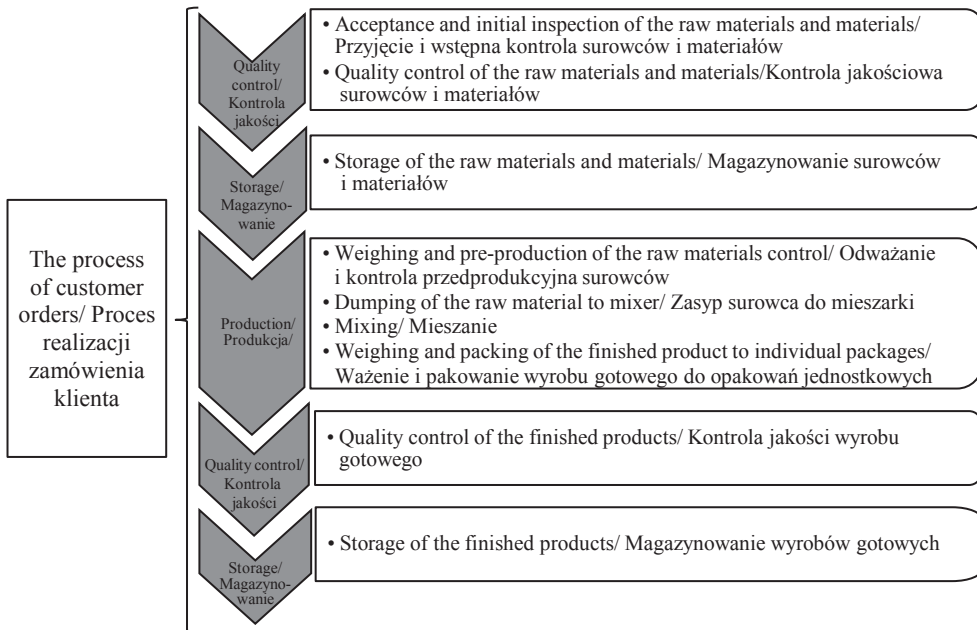 The process
of customer
orders/ Proces
realizacji
zamówienia
klienta
Quality
control/
Kontrola
jakości
• Acceptance and initial inspection of the raw materials and materials/
Przyjęcie i wstępna kontrola surowców i materiałów
• Quality control of the raw materials and materials/Kontrola jakościowa
surowców i materiałów
Storage/
Magazyno-
wanie
• Storage of the raw materials and materials/ Magazynowanie surowców
i materiałów
Production/
Produkcja/
• Weighing and pre-production of the raw materials control/ Odważanie
i kontrola przedprodukcyjna surowców
• Dumping of the raw material to mixer/ Zasyp surowca do mieszarki
• Mixing/ Mieszanie
• Weighing and packing of the finished product to individual packages/
Ważenie i pakowanie wyrobu gotowego do opakowań jednostkowych
Quality control/
Kontrola
jakości
• Quality control of the finished products/ Kontrola jakości wyrobu
gotowego
Storage/
Magazyno-
wanie
• Storage of the finished products/ Magazynowanie wyrobów gotowych